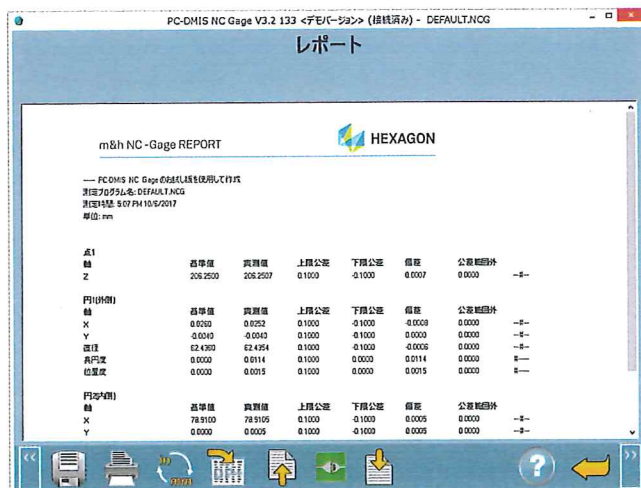 PC-DMIS NC Gage V3.2 133 <デモバージョン> (接続済み) - DEFAULT.NCG
レポート
m&h NC -Gage REPORT
HEXAGON
---- PC-DMIS NC Gage のお試し版を使用して作成
測定プログラム名: DEFAULT.NCG
測定時間: 5:07 PM 10/6/2017
単位: mm
点1
軸 基準値 実測値 上限公差 下限公差 偏差 公差範囲外
Z 206.2500 206.2507 0.1000 -0.1000 0.0007 0.0000 --#--
円1(外側)
軸 基準値 実測値 上限公差 下限公差 偏差 公差範囲外
X 0.0260 0.0252 0.1000 -0.1000 -0.0008 0.0000 --#--
Y -0.0040 -0.0040 0.1000 -0.1000 0.0000 0.0000 --#--
直径 62.4360 62.4354 0.1000 -0.1000 -0.0006 0.0000 --#--
真円度 0.0000 0.0114 0.1000 0.0000 0.0114 0.0000 #----
位置度 0.0000 0.0015 0.1000 0.0000 0.0015 0.0000 #----
円2(内側)
軸 基準値 実測値 上限公差 下限公差 偏差 公差範囲外
X 78.9100 78.9105 0.1000 -0.1000 0.0005 0.0000 --#--
Y 0.0000 0.0005 0.1000 -0.1000 0.0005 0.0000 --#--